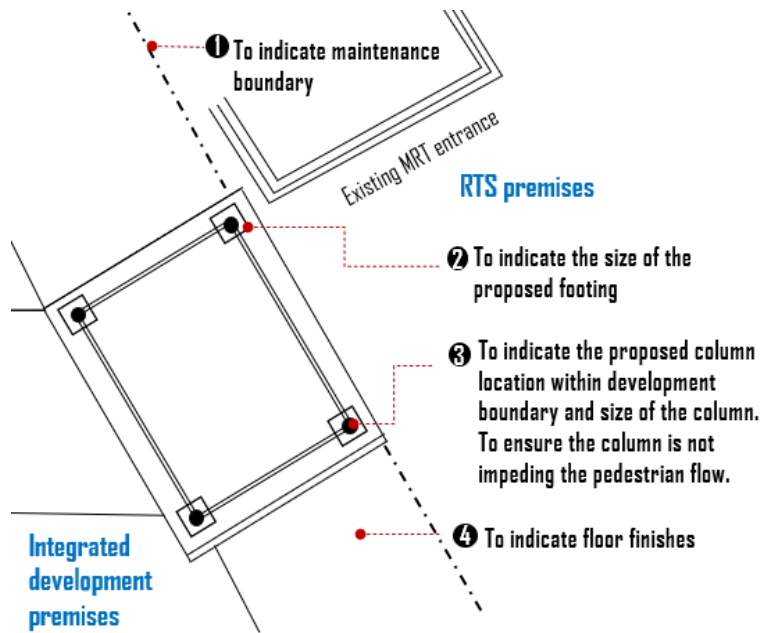 ❶ To indicate maintenance
boundary
Existing MRT entrance
RTS premises
❷ To indicate the size of the
proposed footing
❸ To indicate the proposed column
location within development
boundary and size of the column.
To ensure the column is not
impeding the pedestrian flow.
❹ To indicate floor finishes
Integrated
development
premises